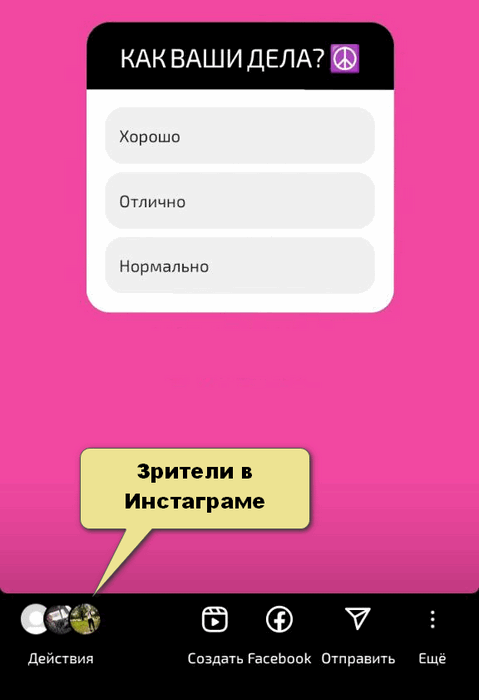 КАК ВАШИ ДЕЛА? ☮️
Хорошо
Отлично
Нормально
Зрители в
Инстаграме
Действия Создать Facebook Отправить Ещё